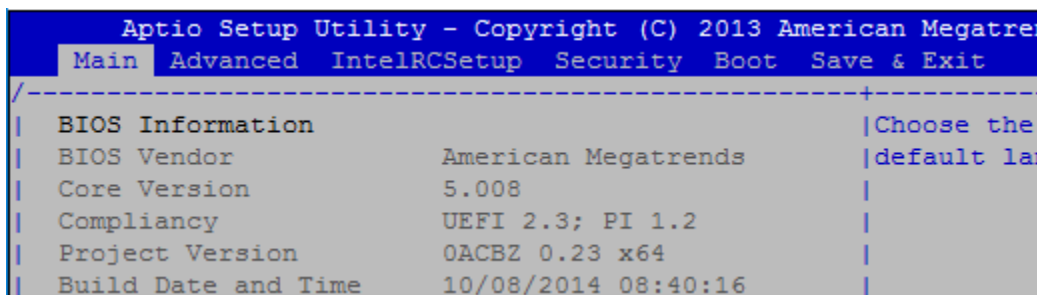 Aptio Setup Utility - Copyright (C) 2013 American
Main Advanced IntelRCSetup Security Boot Save & Exit
BIOS Information
Choose the
BIOS Vendor American Megatrends
default
Core Version 5.008
Compliancy UEFI 2.3; PI 1.2
Project Version 0ACBZ 0.23 x64
Build Date and Time 10/08/2014 08:40:16